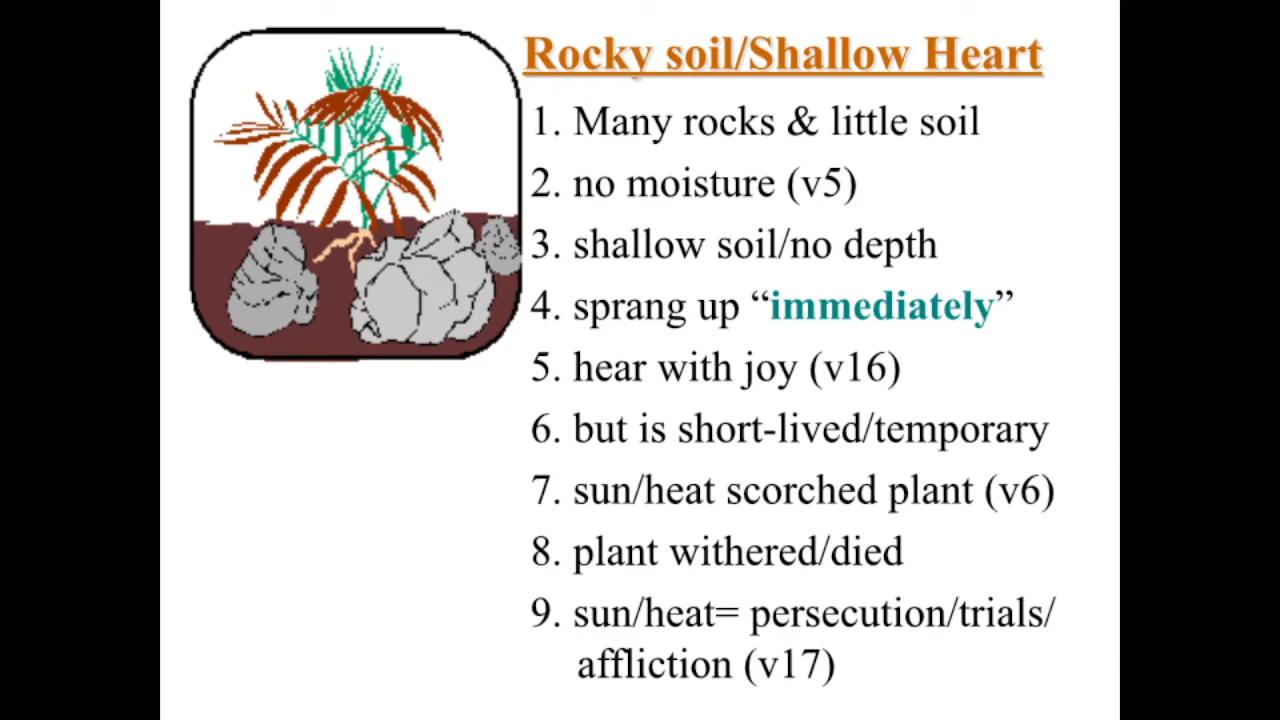 Rocky soil/Shallow Heart
1. Many rocks & little soil
2. no moisture (v5)
3. shallow soil/no depth
4. sprang up “immediately”
5. hear with joy (v16)
6. but is short-lived/temporary
7. sun/heat scorched plant (v6)
8. plant withered/died
9. sun/heat= persecution/trials/
affliction (v17)